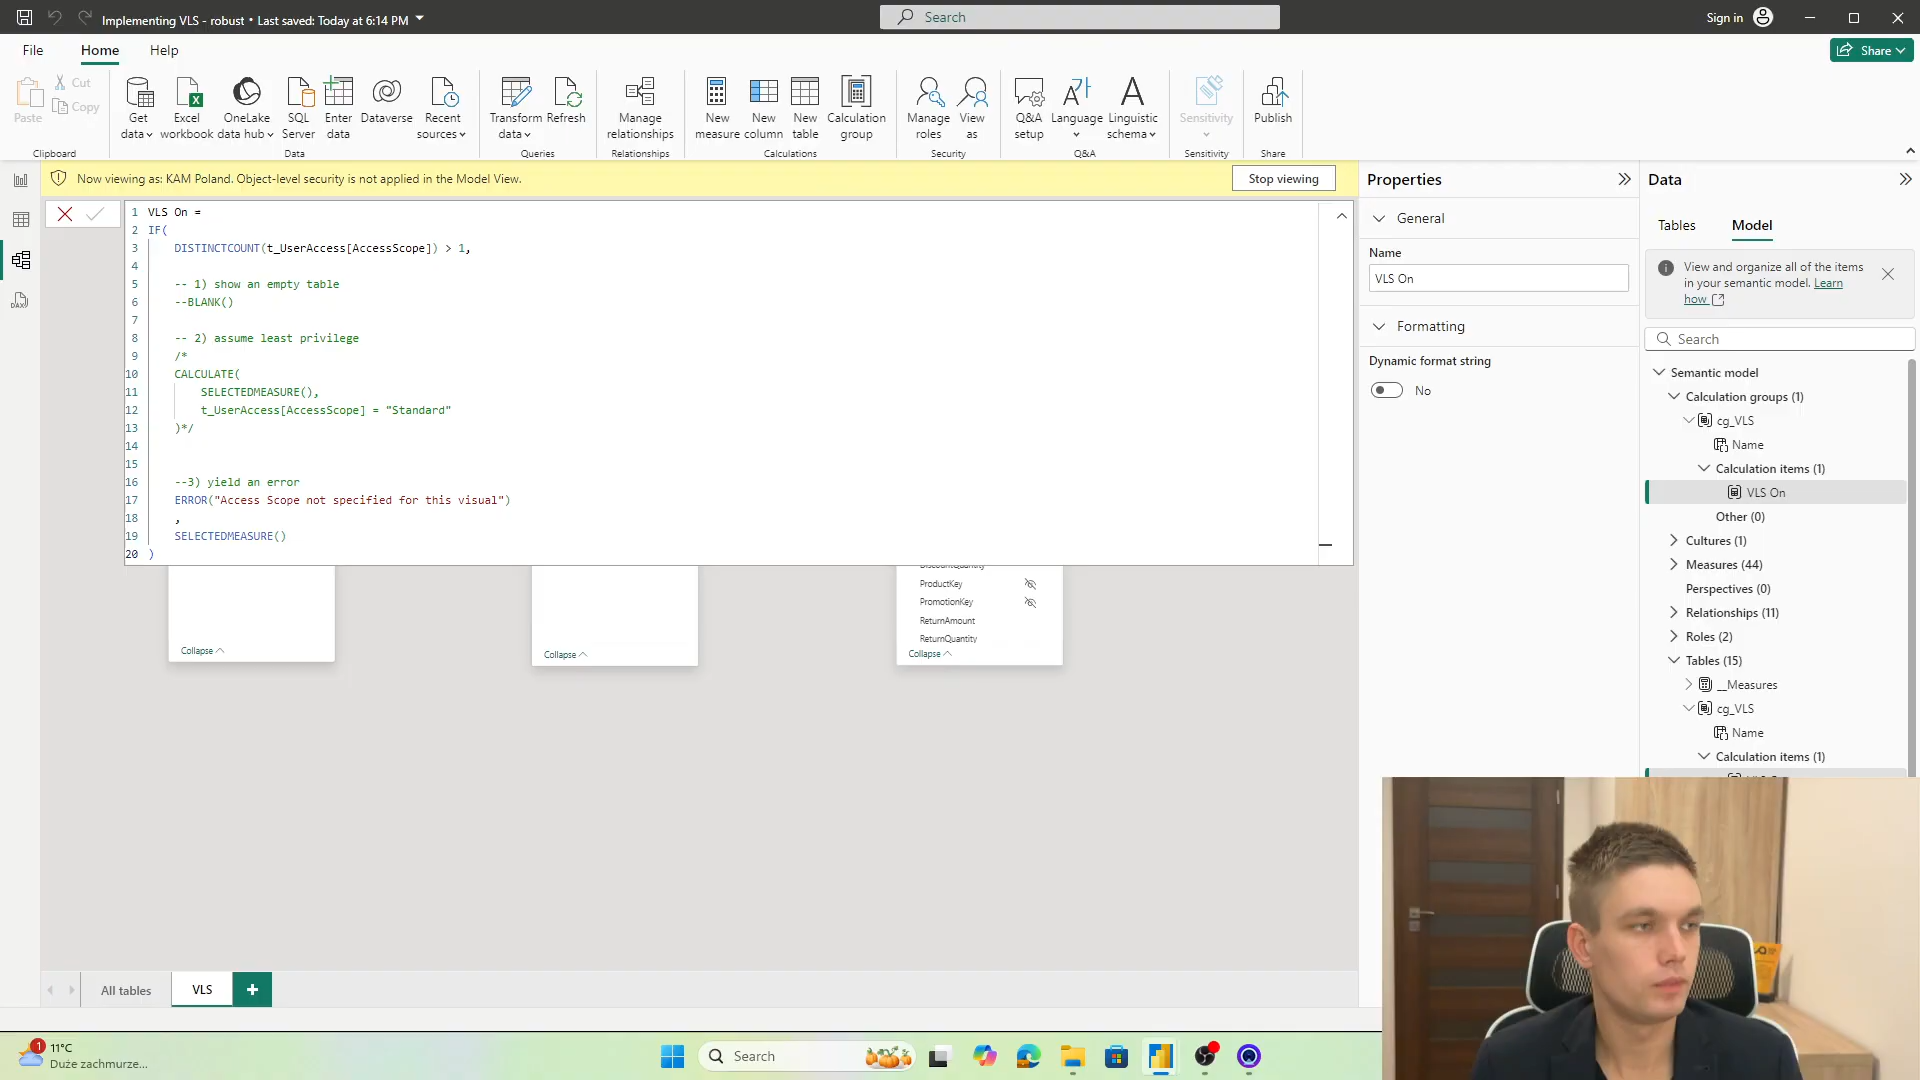 Implementing VLS - robust • Last saved: Today at 6:14 PM
Search
Sign in
File
Home
Help
Share
Paste
Cut
Copy
Clipboard
Get data
Excel workbook
OneLake data hub
SQL Server
Enter data
Dataverse
Recent sources
Data
Transform data
Refresh
Queries
Manage relationships
Relationships
New measure
New column
New table
Calculation group
Calculations
Manage roles
View as
Security
Q&A setup
Language
Linguistic schema
Q&A
Sensitivity
Sensitivity
Publish
Share
Now viewing as: KAM Poland. Object-level security is not applied in the Model View.
Stop viewing
1 VLS On =
2 IF(
3 DISTINCTCOUNT(t_UserAccess[AccessScope]) > 1,
4
5 -- 1) show an empty table
6 --BLANK()
7
8 -- 2) assume least privilege
9 /*
10 CALCULATE(
11 SELECTEDMEASURE(),
12 t_UserAccess[AccessScope] = "Standard"
13 )*/
14
15
16 --3) yield an error
17 ERROR("Access Scope not specified for this visual")
18 ,
19 SELECTEDMEASURE()
20 )
DAX
Collapse
Collapse
DiscountQuantity
ProductKey
PromotionKey
ReturnAmount
ReturnQuantity
Collapse
All tables
VLS
Properties
General
Name
VLS On
Formatting
Dynamic format string
No
Data
Tables
Model
View and organize all of the items
in your semantic model. Learn
how
Search
Semantic model
Calculation groups (1)
cg_VLS
Name
Calculation items (1)
VLS On
Other (0)
Cultures (1)
Measures (44)
Perspectives (0)
Relationships (11)
Roles (2)
Tables (15)
__Measures
cg_VLS
Name
Calculation items (1)
1
11°C
Duże zachmurze...
Search